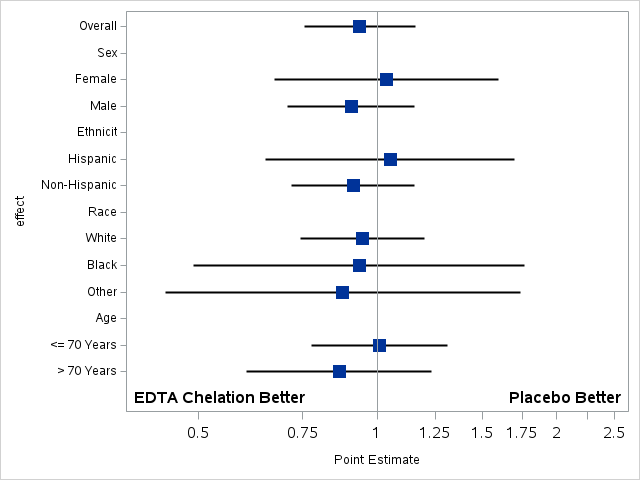 Overall
Sex
Female
Male
Ethnicit
Hispanic
Non-Hispanic
Race
White
Black
Other
Age
<= 70 Years
> 70 Years
effect
EDTA Chelation Better
Placebo Better
0.5 0.75 1 1.25 1.5 1.75 2 2.5
Point Estimate